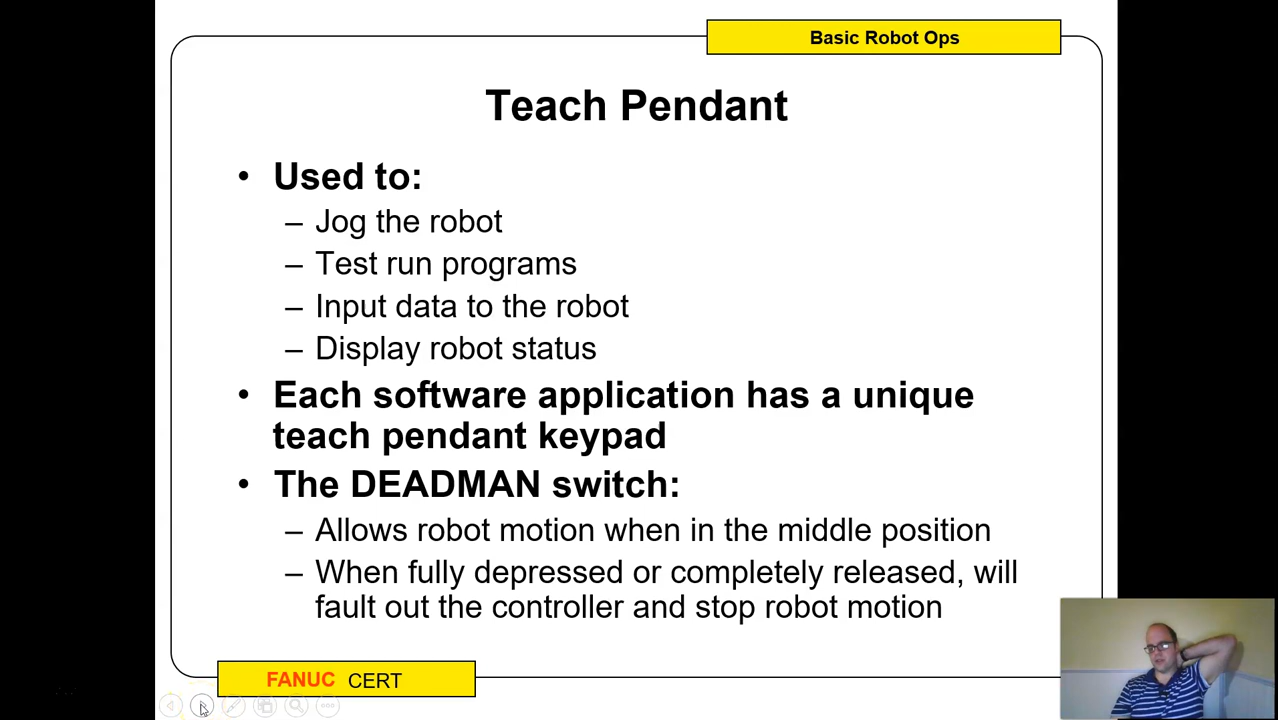 Basic Robot Ops
Teach Pendant
• Used to:
– Jog the robot
– Test run programs
– Input data to the robot
– Display robot status
• Each software application has a unique
teach pendant keypad
• The DEADMAN switch:
– Allows robot motion when in the middle position
– When fully depressed or completely released, will
fault out the controller and stop robot motion
FANUC CERT